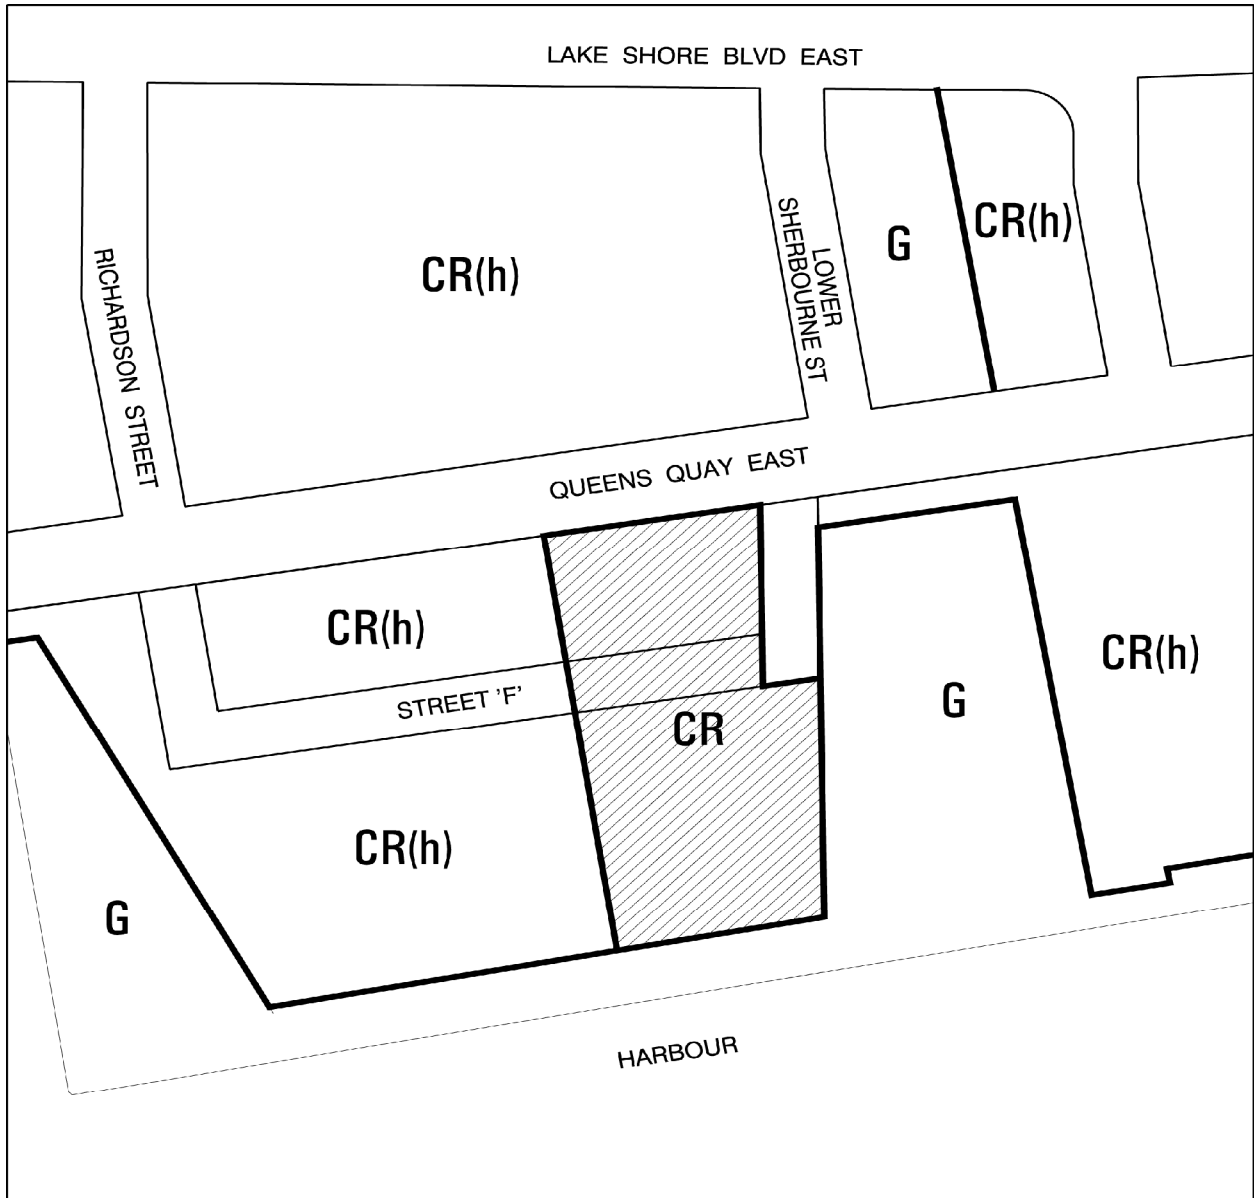 LAKE SHORE BLVD EAST
CR(h)
G
CR(h)
RICHARDSON STREET
LOWER
SHERBOURNE ST
QUEENS QUAY EAST
CR(h)
STREET 'F'
CR
G
CR(h)
CR(h)
G
HARBOUR